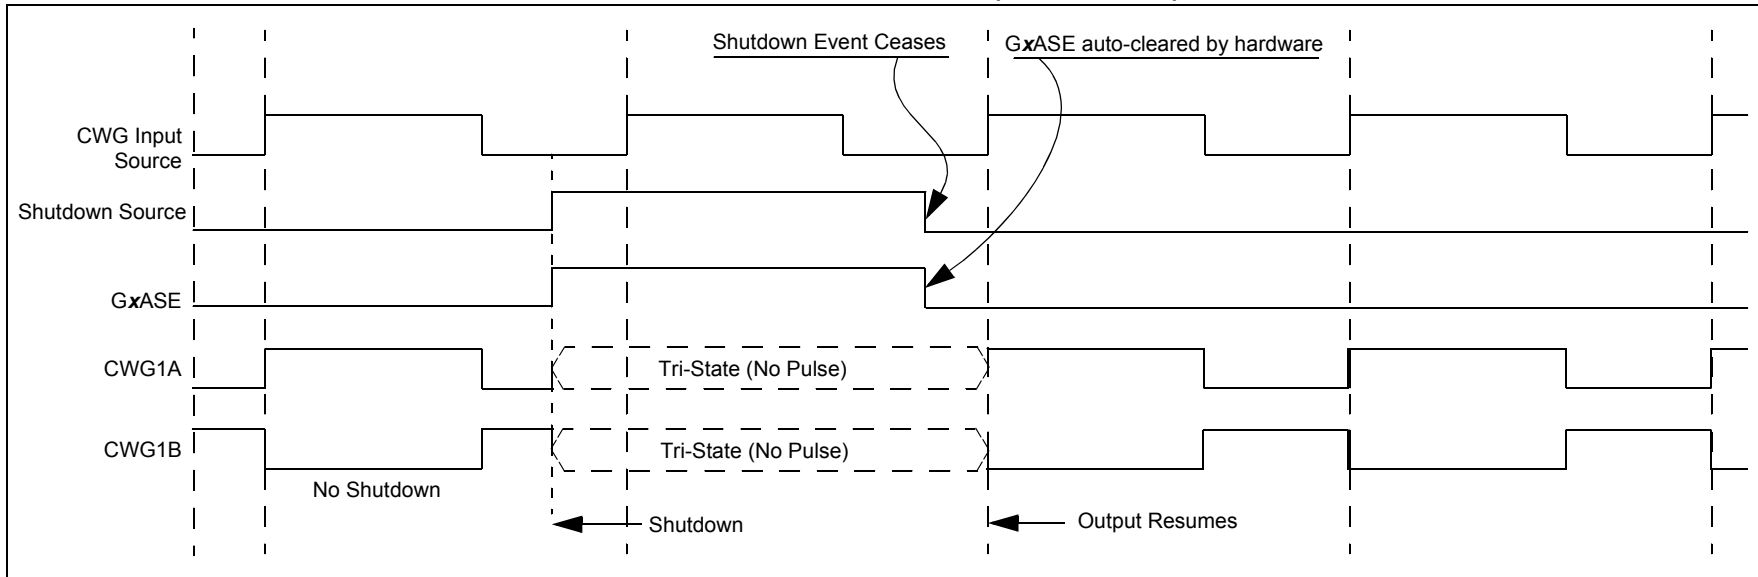 Shutdown Event Ceases
GxASE auto-cleared by hardware
CWG Input
Source
Shutdown Source
GxASE
CWG1A
Tri-State (No Pulse)
CWG1B
Tri-State (No Pulse)
No Shutdown
Shutdown
Output Resumes